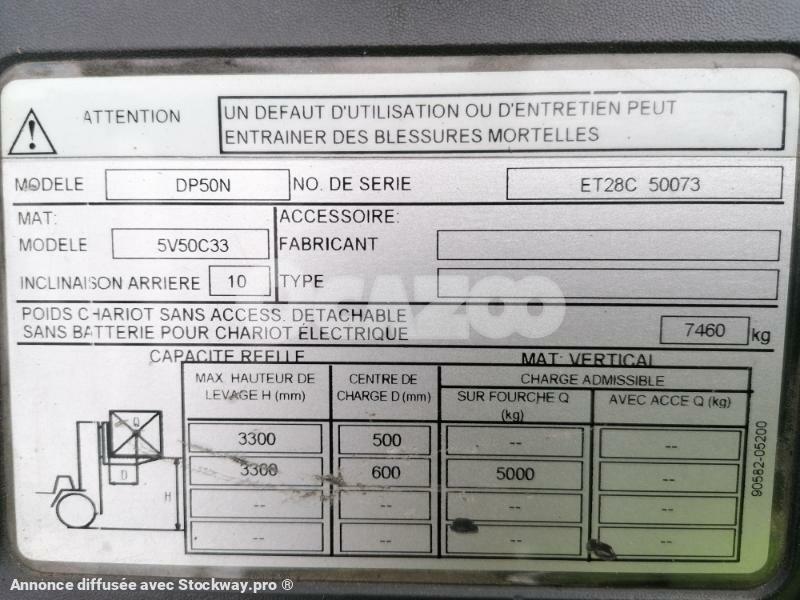 ATTENTION
UN DEFAUT D'UTILISATION OU D'ENTRETIEN PEUT
ENTRAINER DES BLESSURES MORTELLES
MODELE DP50N NO. DE SERIE ET28C 50073
MAT: ACCESSOIRE:
MODELE 5V50C33 FABRICANT
INCLINAISON ARRIERE 10 TYPE
POIDS CHARIOT SANS ACCESS. DETACHABLE
SANS BATTERIE POUR CHARIOT ÉLECTRIQUE 7460 kg
CAPACITE REELLE MAT: VERTICAL
MAX. HAUTEUR DE LEVAGE H (mm) CENTRE DE CHARGE D (mm) CHARGE ADMISSIBLE
SUR FOURCHE Q (kg) AVEC ACCE Q (kg)
3300 500 -- --
3300 600 5000 --
-- -- -- --
-- -- -- --
Q
D
H
90582-05200
Annonce diffusée avec Stockway.pro ®